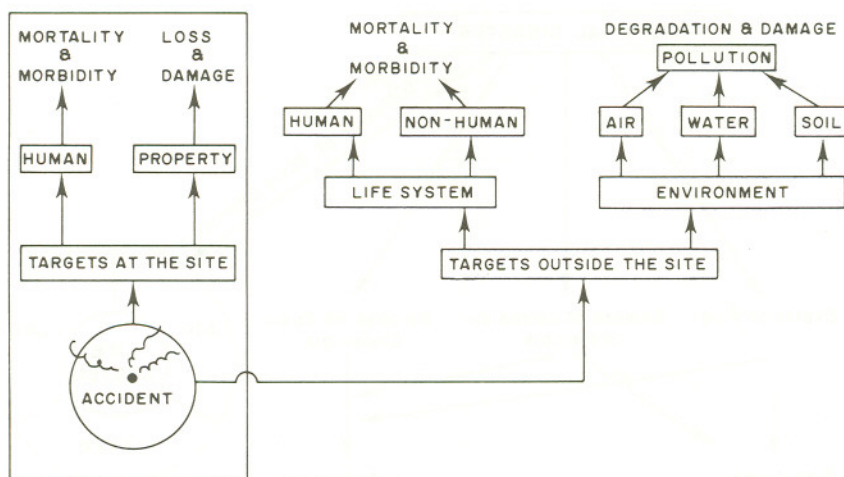 MORTALITY
&
MORBIDITY
LOSS
&
DAMAGE
HUMAN
PROPERTY
TARGETS AT THE SITE
ACCIDENT
MORTALITY
&
MORBIDITY
HUMAN
NON-HUMAN
LIFE SYSTEM
DEGRADATION & DAMAGE
POLLUTION
AIR
WATER
SOIL
ENVIRONMENT
TARGETS OUTSIDE THE SITE